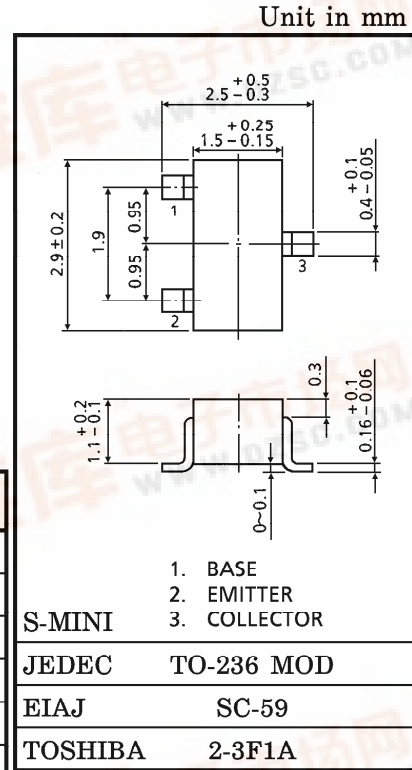 Unit in mm
+0.5
2.5 −0.3
+0.25
1.5 −0.15
2.9±0.2
1.9
0.95
0.95
1
2
3
+0.1
0.4 −0.05
+0.2
1.1 −0.1
0.3
+0.1
0.16 −0.06
0~0.1
1. BASE
2. EMITTER
3. COLLECTOR
S-MINI
JEDEC TO-236 MOD
EIAJ SC-59
TOSHIBA 2-3F1A